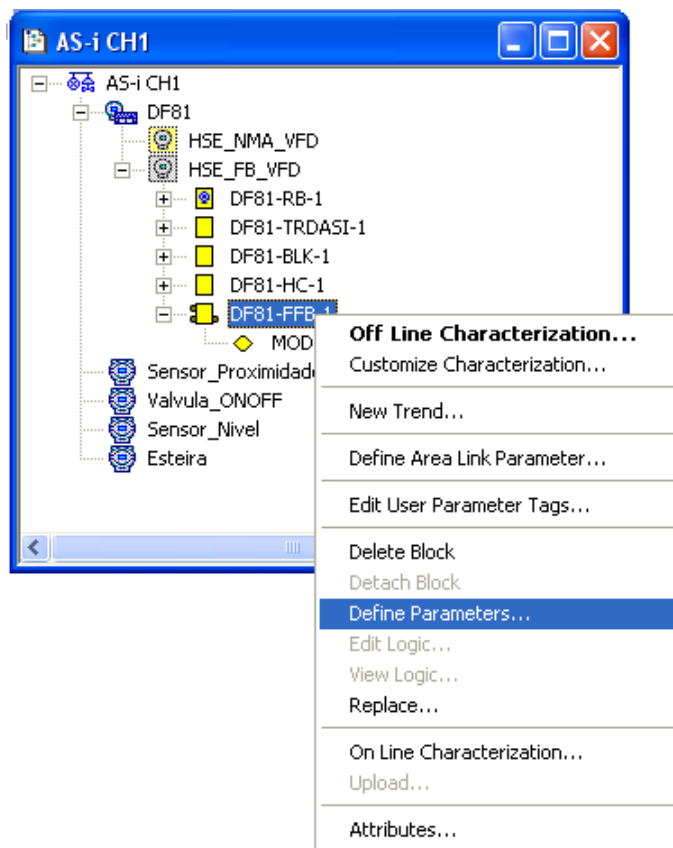 AS-i CH1
AS-i CH1
DF81
HSE_NMA_VFD
HSE_FB_VFD
DF81-RB-1
DF81-TRDASI-1
DF81-BLK-1
DF81-HC-1
DF81-FFB-1
MOD
Sensor_Proximidad
Valvula_ONOFF
Sensor_Nivel
Esteira
Off Line Characterization...
Customize Characterization...
New Trend...
Define Area Link Parameter...
Edit User Parameter Tags...
Delete Block
Detach Block
Define Parameters...
Edit Logic...
View Logic...
Replace...
On Line Characterization...
Upload...
Attributes...